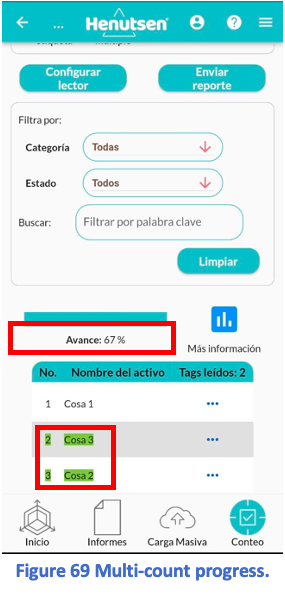 ... Henutsen ?
Configurar lector
Enviar reporte
Filtra por:
Categoría Todas
Estado Todos
Buscar: Filtrar por palabra clave
Limpiar
Avance: 67 %
Más información
No. Nombre del activo Tags leídos: 2
1 Cosa 1 •••
2 Cosa 3 •••
3 Cosa 2 •••
Inicio Informes Carga Masiva Conteo
Figure 69 Multi-count progress.